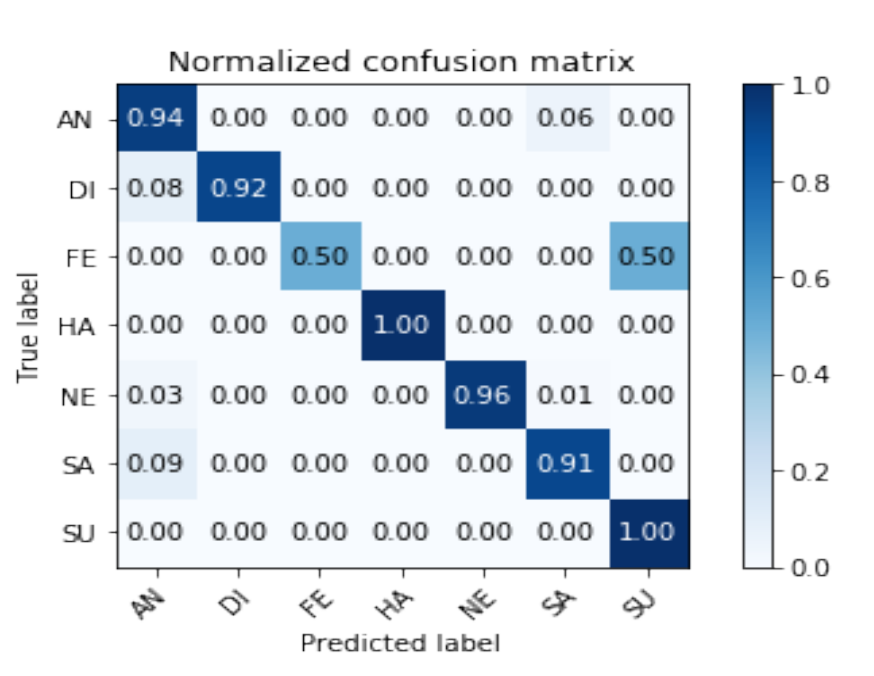 Normalized confusion matrix
True label
AN 0.94 0.00 0.00 0.00 0.00 0.06 0.00
DI 0.08 0.92 0.00 0.00 0.00 0.00 0.00
FE 0.00 0.00 0.50 0.00 0.00 0.00 0.50
HA 0.00 0.00 0.00 1.00 0.00 0.00 0.00
NE 0.03 0.00 0.00 0.00 0.96 0.01 0.00
SA 0.09 0.00 0.00 0.00 0.00 0.91 0.00
SU 0.00 0.00 0.00 0.00 0.00 0.00 1.00
AN DI FE HA NE SA SU
Predicted label
1.0
0.8
0.6
0.4
0.2
0.0